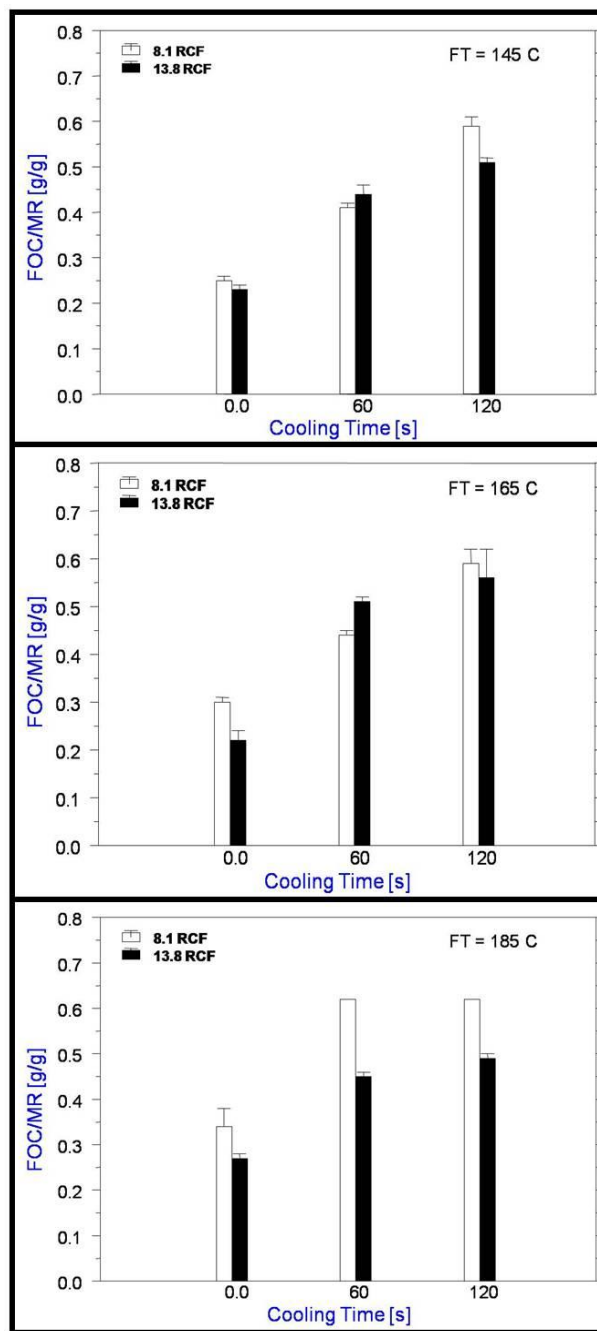 0.8
8.1 RCF
13.8 RCF
FT = 145 C
0.7
0.6
0.5
0.4
0.3
0.2
0.1
0.0
FOC/MR [g/g]
0.0 60 120
Cooling Time [s]
0.8
8.1 RCF
13.8 RCF
FT = 165 C
0.7
0.6
0.5
0.4
0.3
0.2
0.1
0.0
FOC/MR [g/g]
0.0 60 120
Cooling Time [s]
0.8
8.1 RCF
13.8 RCF
FT = 185 C
0.7
0.6
0.5
0.4
0.3
0.2
0.1
0.0
FOC/MR [g/g]
0.0 60 120
Cooling Time [s]